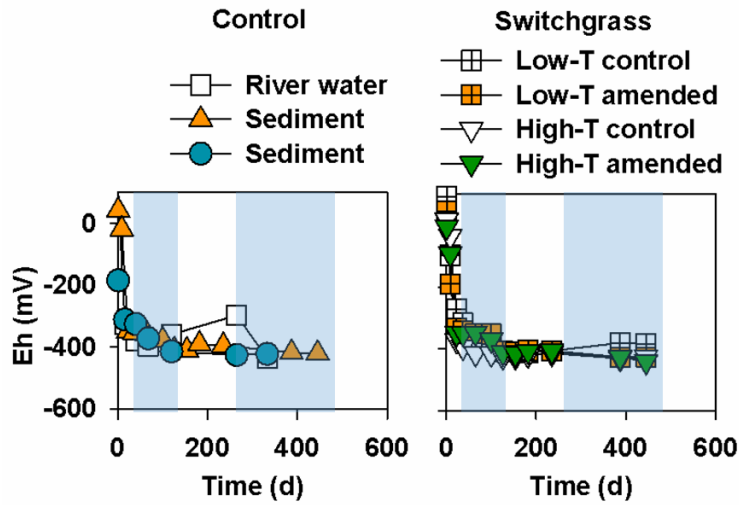 Control
River water
Sediment
Sediment
Switchgrass
Low-T control
Low-T amended
High-T control
High-T amended
Eh (mV)
0
-200
-400
-600
0
200
400
600
Time (d)
0
200
400
600
Time (d)